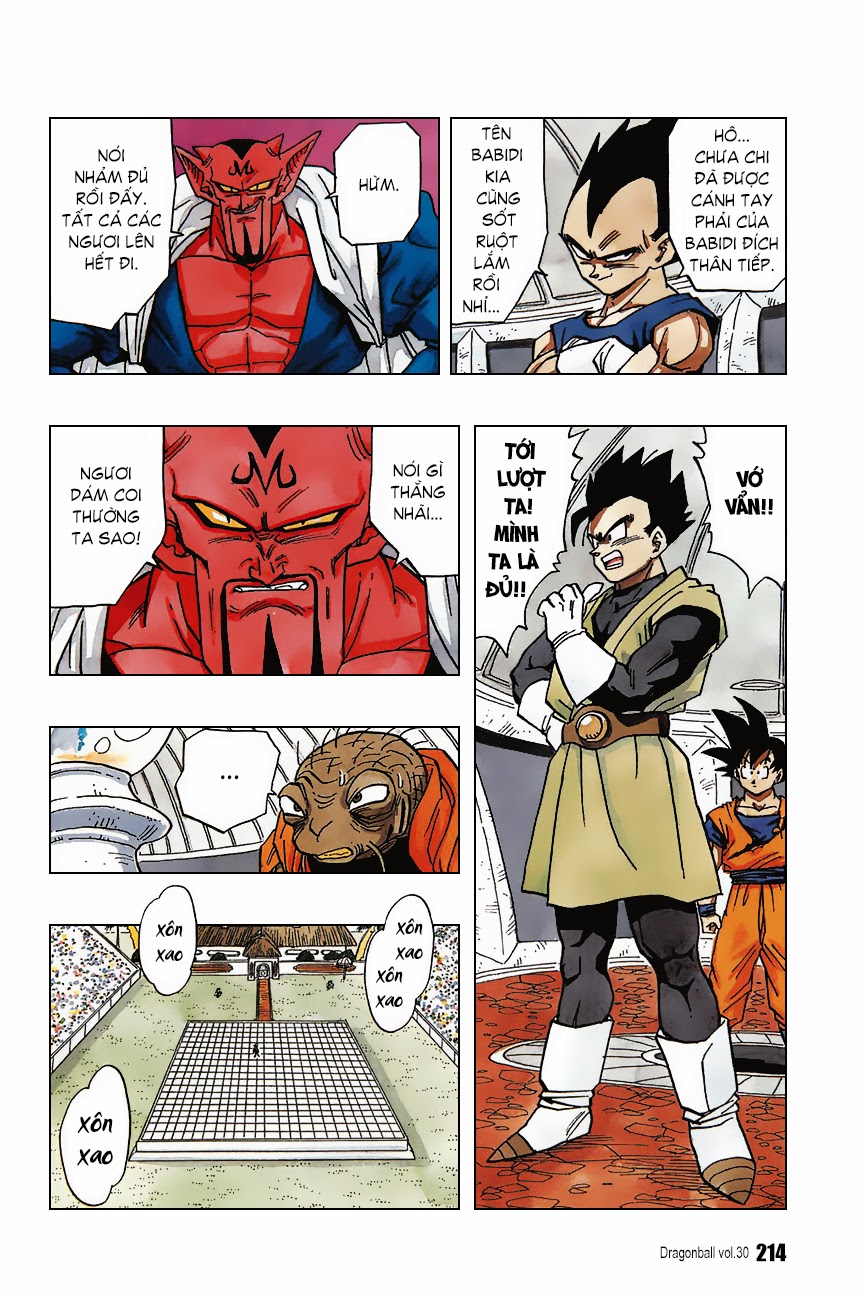 HÔ...
CHƯA CHI
ĐÃ ĐƯỢC
CÁNH TAY
PHẢI CỦA
BABIDI ĐÍCH
THÂN TIẾP.
TÊN
BABIDI
KIA
CŨNG
SỐT
RUỘT
LẮM
RỒI
NHỈ...
HỪM.
NÓI
NHẢM ĐỦ
RỒI ĐẤY.
TẤT CẢ CÁC
NGƯƠI LÊN
HẾT ĐI.
VỚ
VẨN!!
TỚI
LƯỢT
TA!
MÌNH
TA LÀ
ĐỦ!!
NÓI GÌ
THẰNG
NHÃI...
NGƯƠI
DÁM COI
THƯỜNG
TA SAO!
...
XÔN
XAO
XÔN
XAO
XÔN
XAO
XÔN
XAO
Dragonball vol.30 214